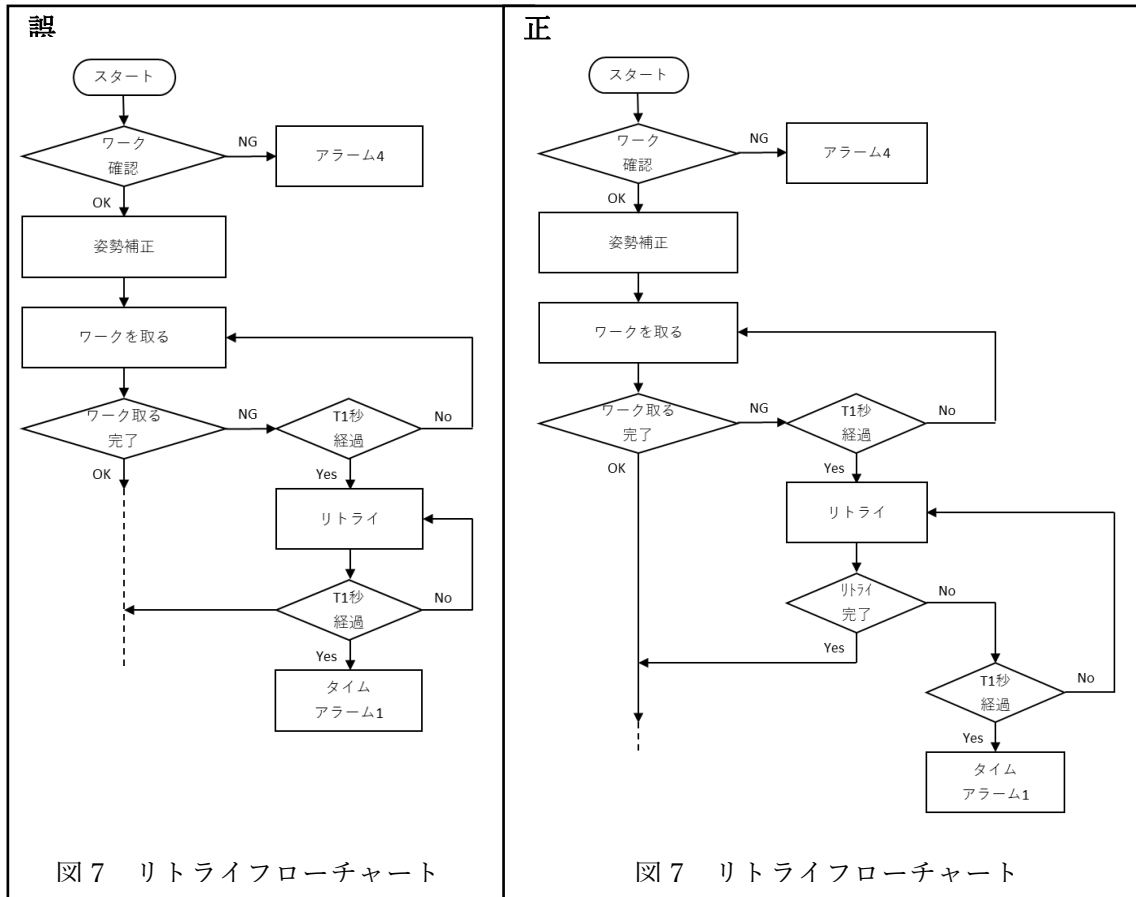 誤
スタート
ワーク
確認
NG
アラーム4
OK
姿勢補正
ワークを取る
ワーク取る
完了
NG
T1秒
経過
No
OK
Yes
リトライ
T1秒
経過
No
Yes
タイム
アラーム1
図7 リトライフローチャート
正
スタート
ワーク
確認
NG
アラーム4
OK
姿勢補正
ワークを取る
ワーク取る
完了
NG
T1秒
経過
No
OK
Yes
リトライ
ﾘﾄﾗｲ
完了
No
Yes
T1秒
経過
No
Yes
タイム
アラーム1
図7 リトライフローチャート